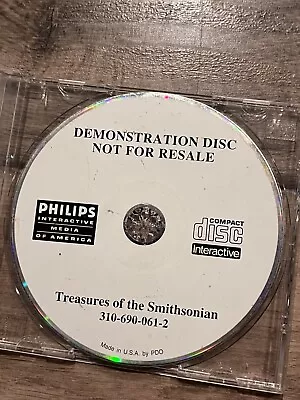 DEMONSTRATION DISC
NOT FOR RESALE
PHILIPS
INTERACTIVE
MEDIA
OF AMERICA
COMPACT
disc
Interactive
Treasures of the Smithsonian
310-690-061-2
Made in U.S.A. by PDO